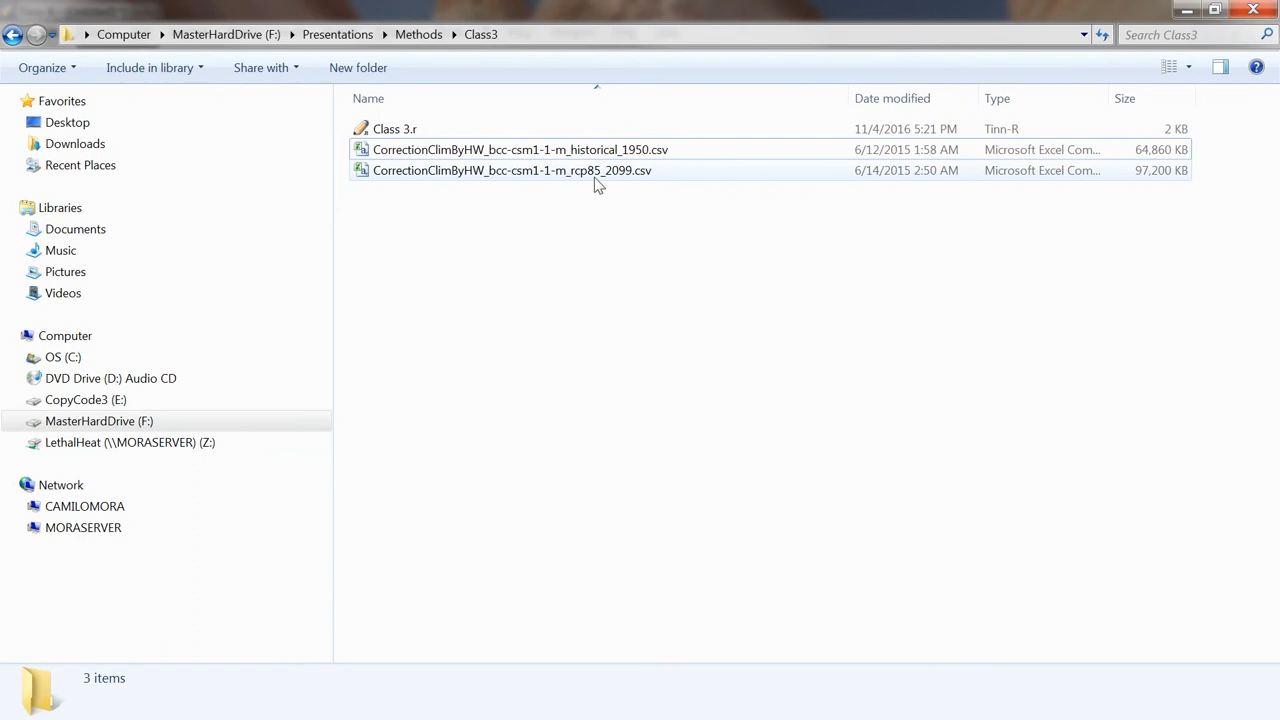 Computer MasterHardDrive (F:) Presentations Methods Class3 Search Class3
Organize Include in library Share with New folder
Favorites
Desktop
Downloads
Recent Places
Libraries
Documents
Music
Pictures
Videos
Computer
OS (C:)
DVD Drive (D:) Audio CD
CopyCode3 (E:)
MasterHardDrive (F:)
LethalHeat (\\MORASERVER) (Z:)
Network
CAMILOMORA
MORASERVER
Name Date modified Type Size
Class 3.r 11/4/2016 5:21 PM Tinn-R 2 KB
CorrectionClimByHW_bcc-csm1-1-m_historical_1950.csv 6/12/2015 1:58 AM Microsoft Excel Com... 64,860 KB
CorrectionClimByHW_bcc-csm1-1-m_rcp85_2099.csv 6/14/2015 2:50 AM Microsoft Excel Com... 97,200 KB
3 items